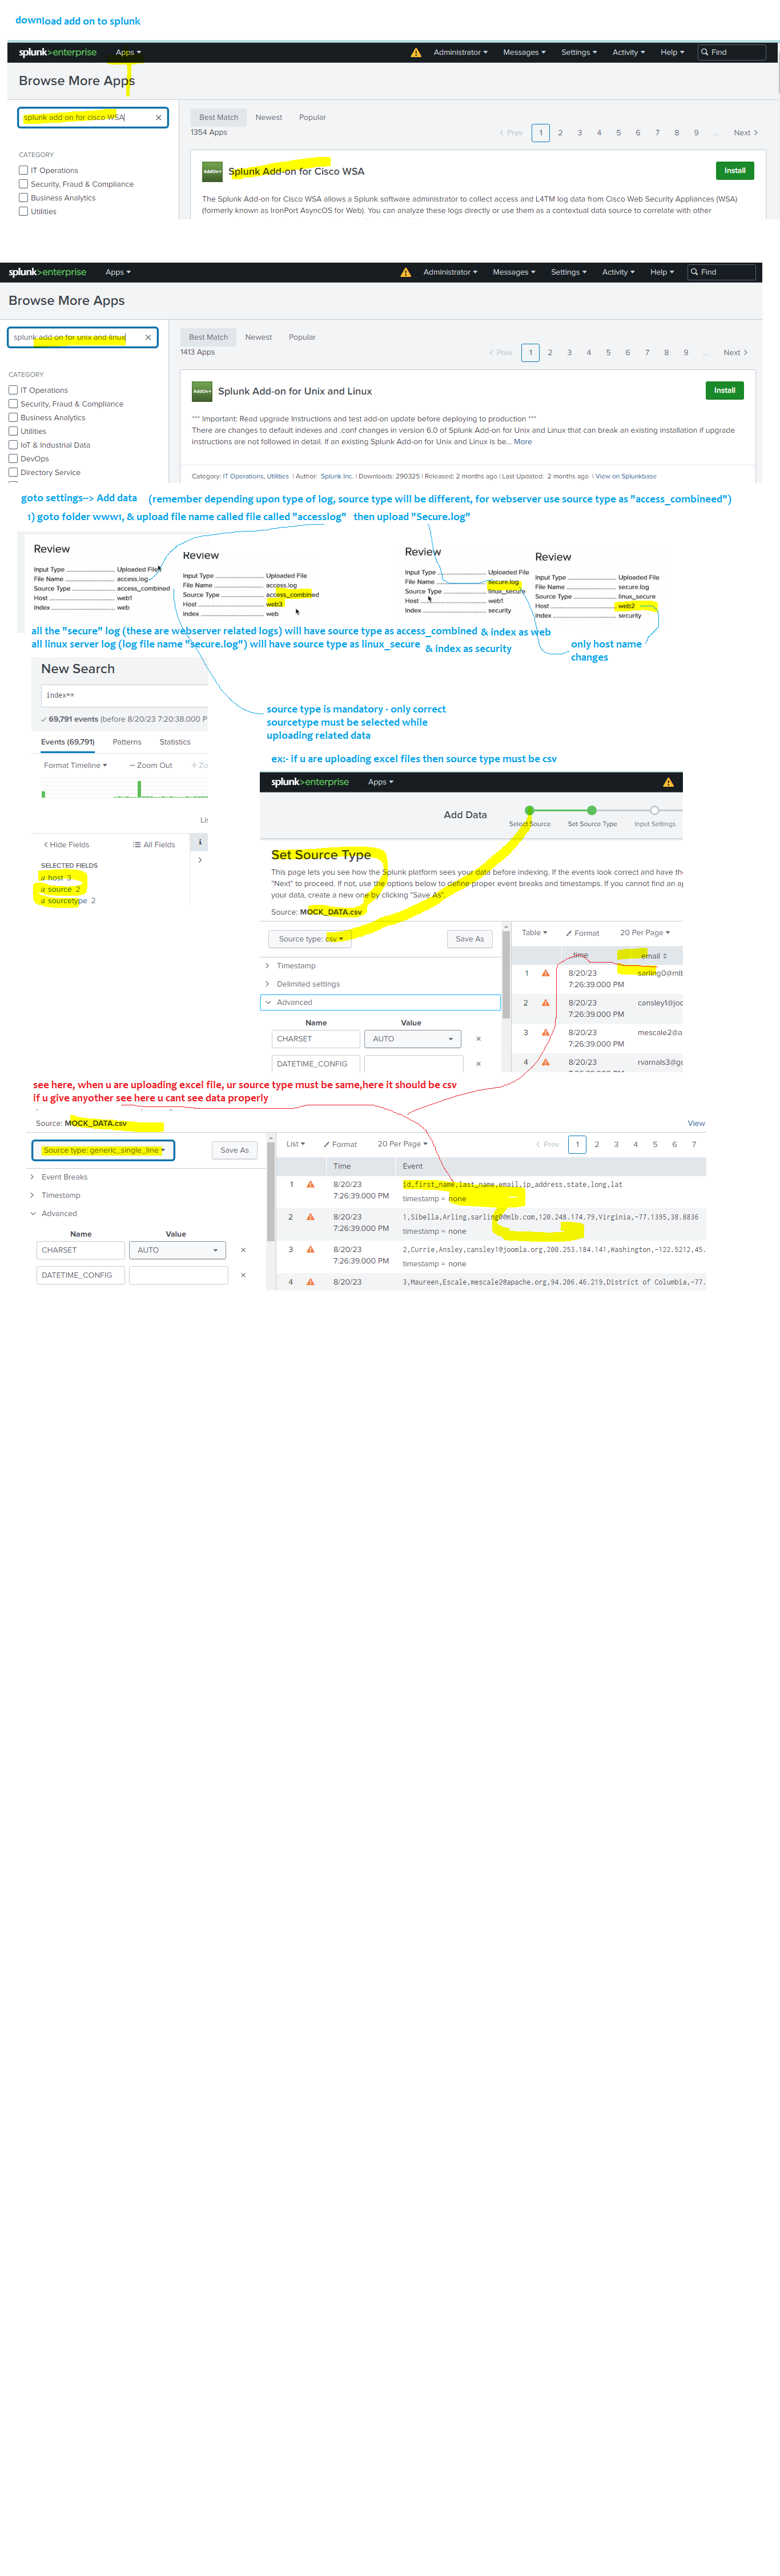 download add on to splunk
splunk>enterprise Apps Administrator Messages Settings Activity Help Find
Browse More Apps
splunk add on for cisco WSA
Best Match Newest Popular
1354 Apps
Prev 1 2 3 4 5 6 7 8 9 ... Next
CATEGORY
IT Operations
Security, Fraud & Compliance
Business Analytics
Utilities
AddOn+ Splunk Add-on for Cisco WSA Install
The Splunk Add-on for Cisco WSA allows a Splunk software administrator to collect access and L4TM log data from Cisco Web Security Appliances (WSA)
(formerly known as IronPort AsyncOS for Web). You can analyze these logs directly or use them as a contextual data source to correlate with other
splunk>enterprise Apps Administrator Messages Settings Activity Help Find
Browse More Apps
splunk add on for unix and linux
Best Match Newest Popular
1413 Apps
Prev 1 2 3 4 5 6 7 8 9 ... Next
CATEGORY
IT Operations
Security, Fraud & Compliance
Business Analytics
Utilities
IoT & Industrial Data
DevOps
Directory Service
AddOn+ Splunk Add-on for Unix and Linux Install
*** Important: Read upgrade Instructions and test add-on update before deploying to production ***
There are changes to default indexes and .conf changes in version 6.0 of Splunk Add-on for Unix and Linux that can break an existing installation if upgrade
instructions are not followed in detail. If an existing Splunk Add-on for Unix and Linux is be... More
Category: IT Operations, Utilities | Author: Splunk Inc. | Downloads: 290325 | Released: 2 months ago | Last Updated: 2 months ago | View on Splunkbase
goto settings--> Add data (remember depending upon type of log, source type will be different, for webserver use source type as "access_combineed")
1) goto folder www1, & upload file name called file called "accesslog" then upload "Secure.log"
Review
Input Type Uploaded File
File Name access.log
Source Type access_combined
Host web1
Index web
Review
Input Type Uploaded File
File Name access.log
Source Type access_combined
Host web3
Index web
Review
Input Type Uploaded File
File Name secure.log
Source Type linux_secure
Host web1
Index security
Review
Input Type Uploaded File
File Name secure.log
Source Type linux_secure
Host web2
Index security
all the "secure" log (these are webserver related logs) will have source type as access_combined & index as web
all linux server log (log file name "secure.log") will have source type as linux_secure & index as security
only host name
changes
New Search
index=*
69,791 events (before 8/20/23 7:20:38.000 P
Events (69,791) Patterns Statistics
Format Timeline Zoom Out + Zo
Lis
Hide Fields All Fields i
SELECTED FIELDS
a host 3
a source 2
a sourcetype 2
source type is mandatory - only correct
sourcetype must be selected while
uploading related data
ex:- if u are uploading excel files then source type must be csv
splunk>enterprise Apps
Add Data Select Source Set Source Type Input Settings
Set Source Type
This page lets you see how the Splunk platform sees your data before indexing. If the events look correct and have th
"Next" to proceed. If not, use the options below to define proper event breaks and timestamps. If you cannot find an ap
your data, create a new one by clicking "Save As".
Source: MOCK_DATA.csv
Source type: csv Save As
Timestamp
Delimited settings
Advanced
Name Value
CHARSET AUTO
DATETIME_CONFIG
Table Format 20 Per Page
_time email
1 8/20/23 7:26:39.000 PM sarling0@mlb
2 8/20/23 7:26:39.000 PM cansley1@joo
3 8/20/23 7:26:39.000 PM mescale2@a
4 8/20/23 7:26:39.000 PM rvarnals3@go
see here, when u are uploading excel file, ur source type must be same,here it should be csv
if u give anyother see here u cant see data properly
Source: MOCK_DATA.csv View
Source type: generic_single_line Save As
Event Breaks
Timestamp
Advanced
Name Value
CHARSET AUTO
DATETIME_CONFIG
List Format 20 Per Page Prev 1 2 3 4 5 6 7
Time Event
1 8/20/23 7:26:39.000 PM id,first_name,last_name,email,ip_address,state,long,lat
timestamp = none
2 8/20/23 7:26:39.000 PM 1,Sibella,Arling,sarling0@mlb.com,120.248.174.79,Virginia,-77.1395,38.8836
timestamp = none
3 8/20/23 7:26:39.000 PM 2,Currie,Ansley,cansley1@joomla.org,200.253.184.141,Washington,-122.5212,45.
timestamp = none
4 8/20/23 3,Maureen,Escale,mescale2@apache.org,94.206.46.219,District of Columbia,-77.